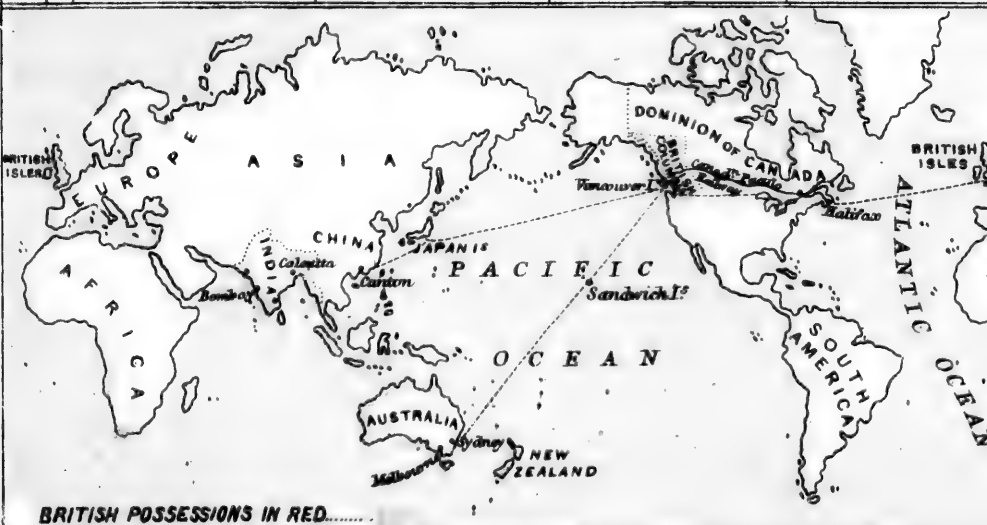 DOMINION OF CANADA
BRITISH ISLES
EUROPE
ASIA
BRITISH COLUMBIA
Canadian Pacific Railway
BRITISH ISLES
Vancouver I.
Halifax
ATLANTIC OCEAN
CHINA
JAPAN Is
INDIA
Calcutta
AFRICA
Bombay
Canton
PACIFIC
Sandwich Is
OCEAN
SOUTH AMERICA
AUSTRALIA
Sydney
Melbourne
NEW ZEALAND
BRITISH POSSESSIONS IN RED........